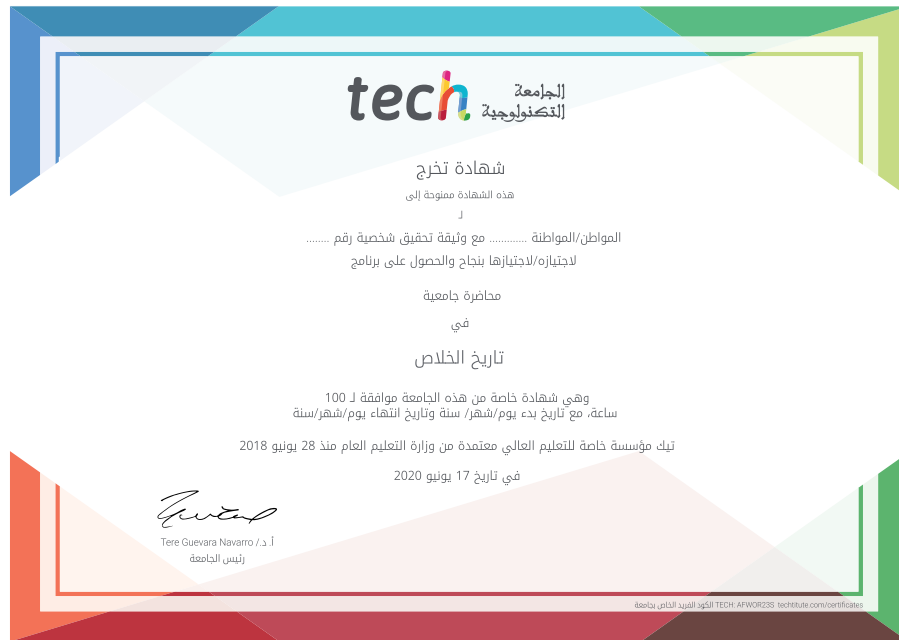 tech الجامعة
التكنولوجية
شهادة تخرج
هذه الشهادة ممنوحة إلى
لـ
المواطن/المواطنة ............ مع وثيقة تحقيق شخصية رقم ........
لاجتيازه/لاجتيازها بنجاح والحصول على برنامج
محاضرة جامعية
في
تاريخ الخلاص
وهي شهادة خاصة من هذه الجامعة موافقة لـ 100
ساعة، مع تاريخ بدء يوم/شهر/ سنة وتاريخ انتهاء يوم/شهر/سنة
تيك مؤسسة خاصة للتعليم العالي معتمدة من وزارة التعليم العام منذ 28 يونيو 2018
في تاريخ 17 يونيو 2020
أ. د./ Tere Guevara Navarro
رئيس الجامعة
الكود الفريد الخاص بجامعة TECH: AFWOR23S techtitute.com/certificates